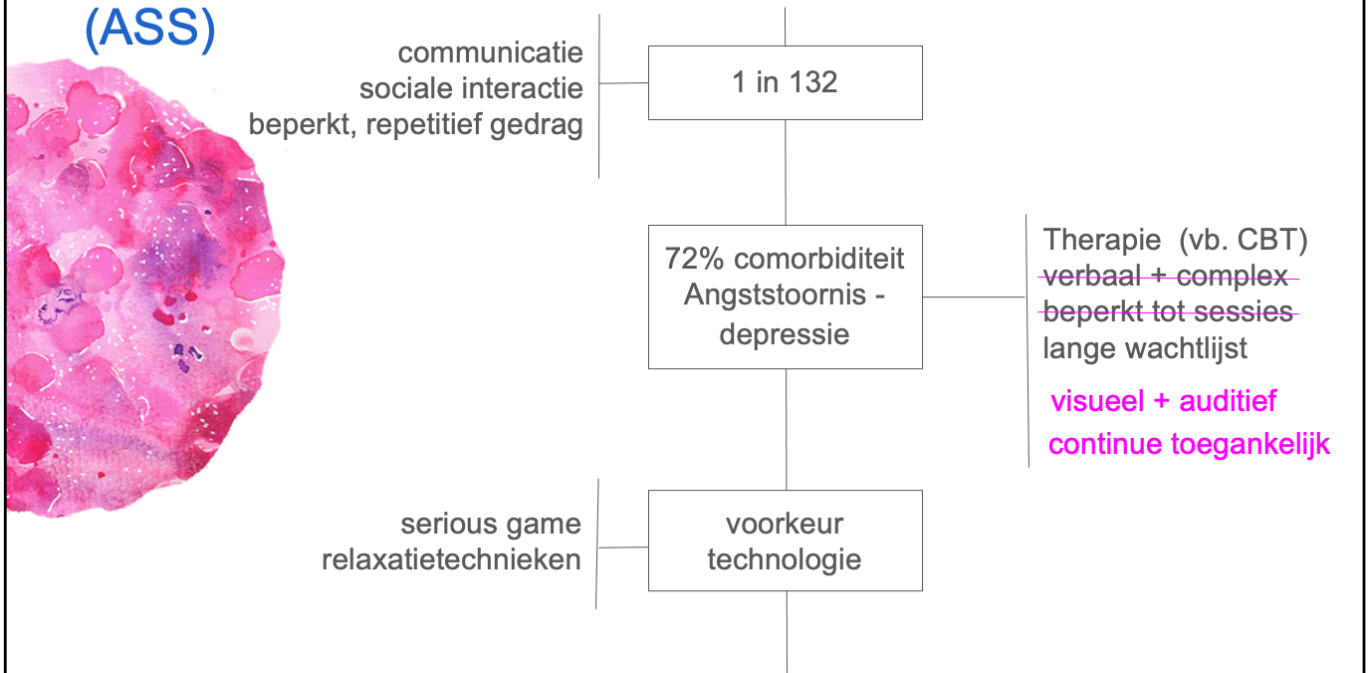 (ASS)
communicatie
sociale interactie
beperkt, repetitief gedrag
1 in 132
72% comorbiditeit
Angststoornis -
depressie
Therapie (vb. CBT)
verbaal + complex
beperkt tot sessies
lange wachtlijst
visueel + auditief
continue toegankelijk
serious game
relaxatietechnieken
voorkeur
technologie